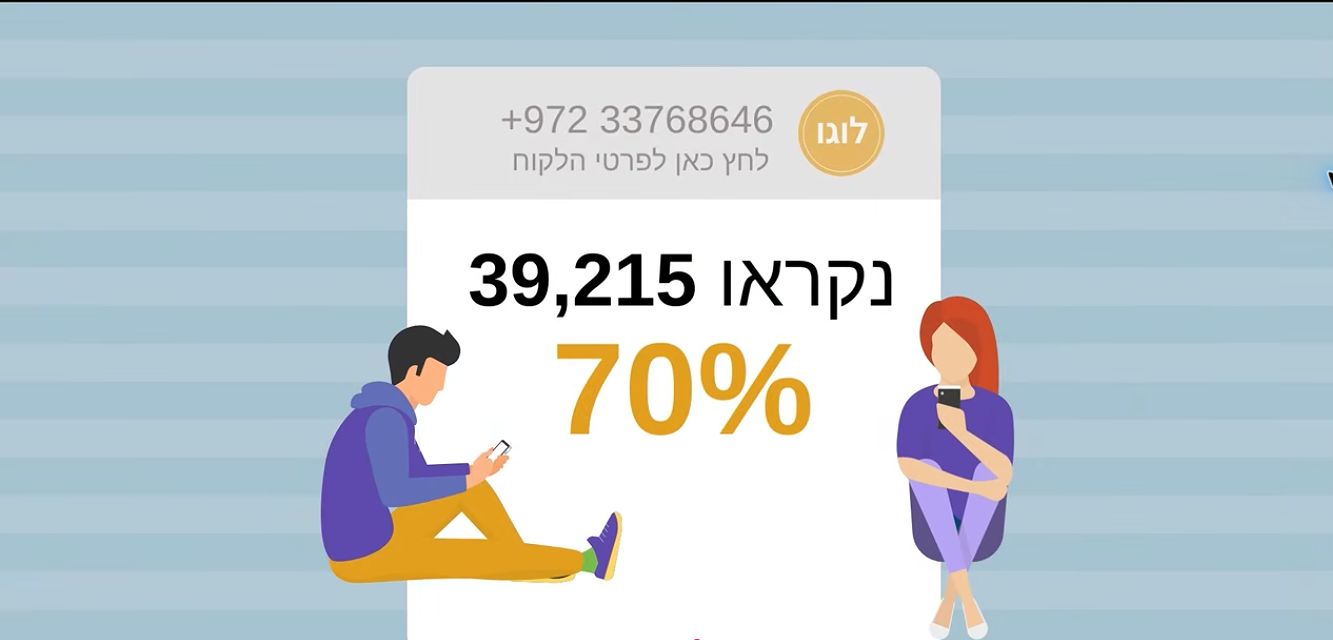 לוגו
+972 33768646
לחץ כאן לפרטי הלקוח
נקראו 39,215
70%